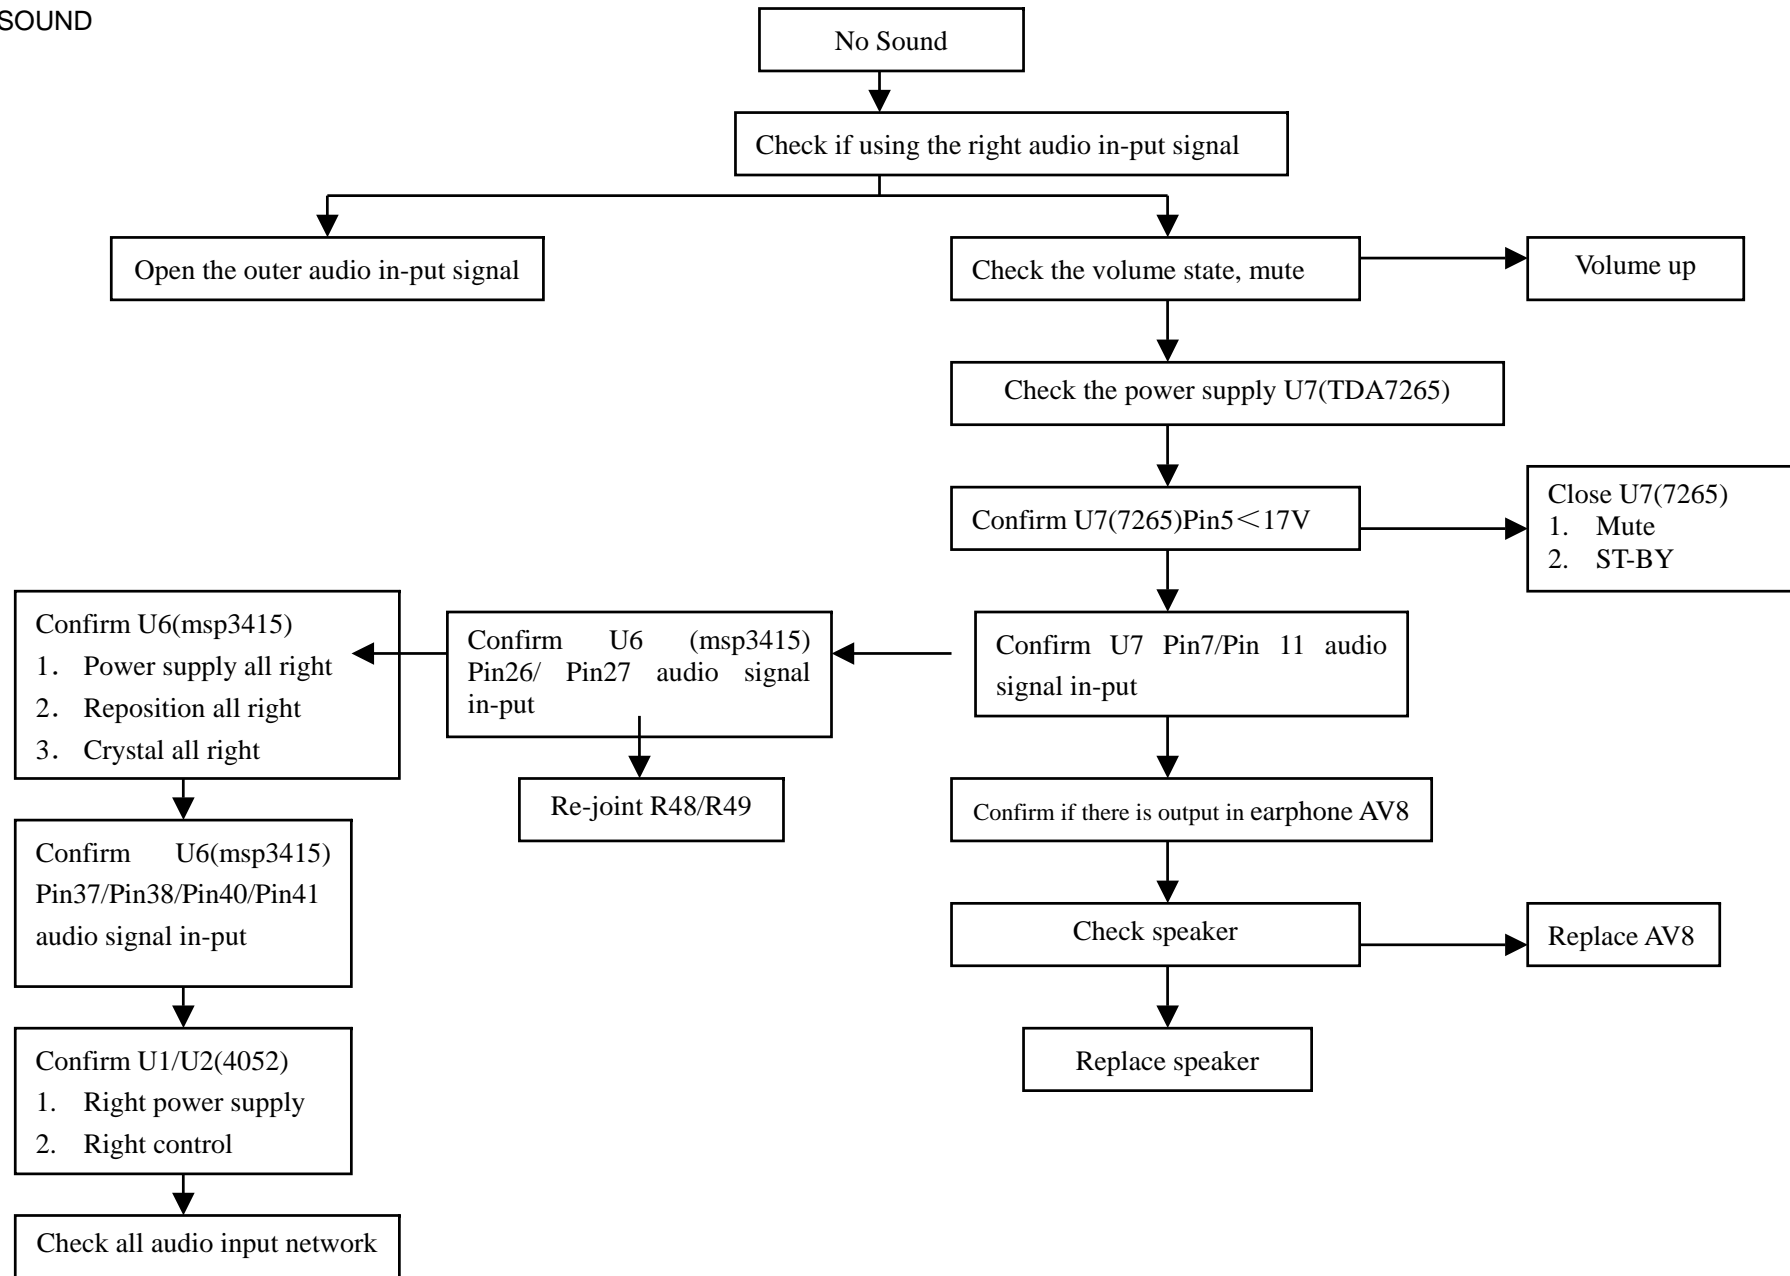 SOUND
No Sound
Check if using the right audio in-put signal
Open the outer audio in-put signal
Check the volume state, mute
Volume up
Check the power supply U7(TDA7265)
Confirm U7(7265)Pin5＜17V
Close U7(7265)
1. Mute
2. ST-BY
Confirm U6(msp3415)
1. Power supply all right
2. Reposition all right
3. Crystal all right
Confirm U6 (msp3415)
Pin26/ Pin27 audio signal
in-put
Confirm U7 Pin7/Pin 11 audio
signal in-put
Re-joint R48/R49
Confirm if there is output in earphone AV8
Confirm U6(msp3415)
Pin37/Pin38/Pin40/Pin41
audio signal in-put
Check speaker
Replace AV8
Confirm U1/U2(4052)
1. Right power supply
2. Right control
Replace speaker
Check all audio input network